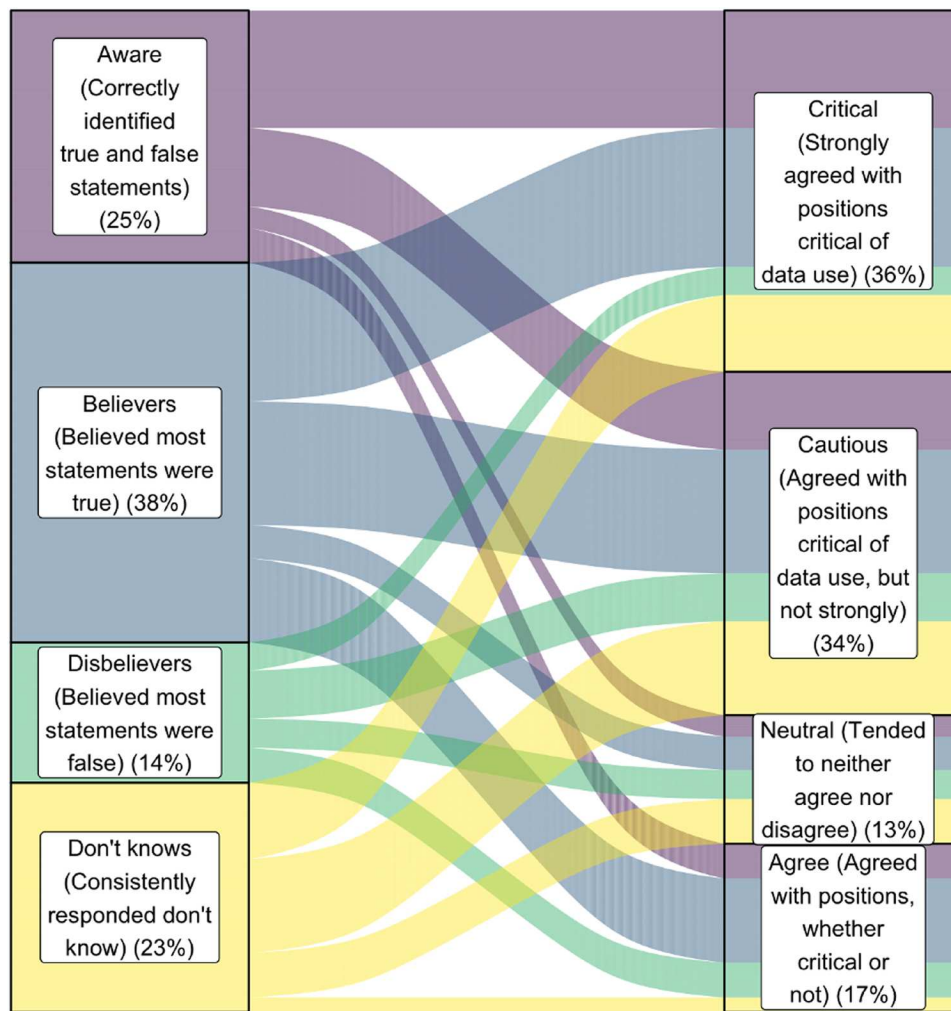 Aware
(Correctly
identified
true and false
statements)
(25%)
Believers
(Believed most
statements were
true) (38%)
Disbelievers
(Believed most
statements were
false) (14%)
Don't knows
(Consistently
responded don't
know) (23%)
Critical
(Strongly
agreed with
positions
critical of
data use) (36%)
Cautious
(Agreed with
positions
critical of
data use, but
not strongly)
(34%)
Neutral (Tended
to neither
agree nor
disagree) (13%)
Agree (Agreed
with positions,
whether
critical or
not) (17%)